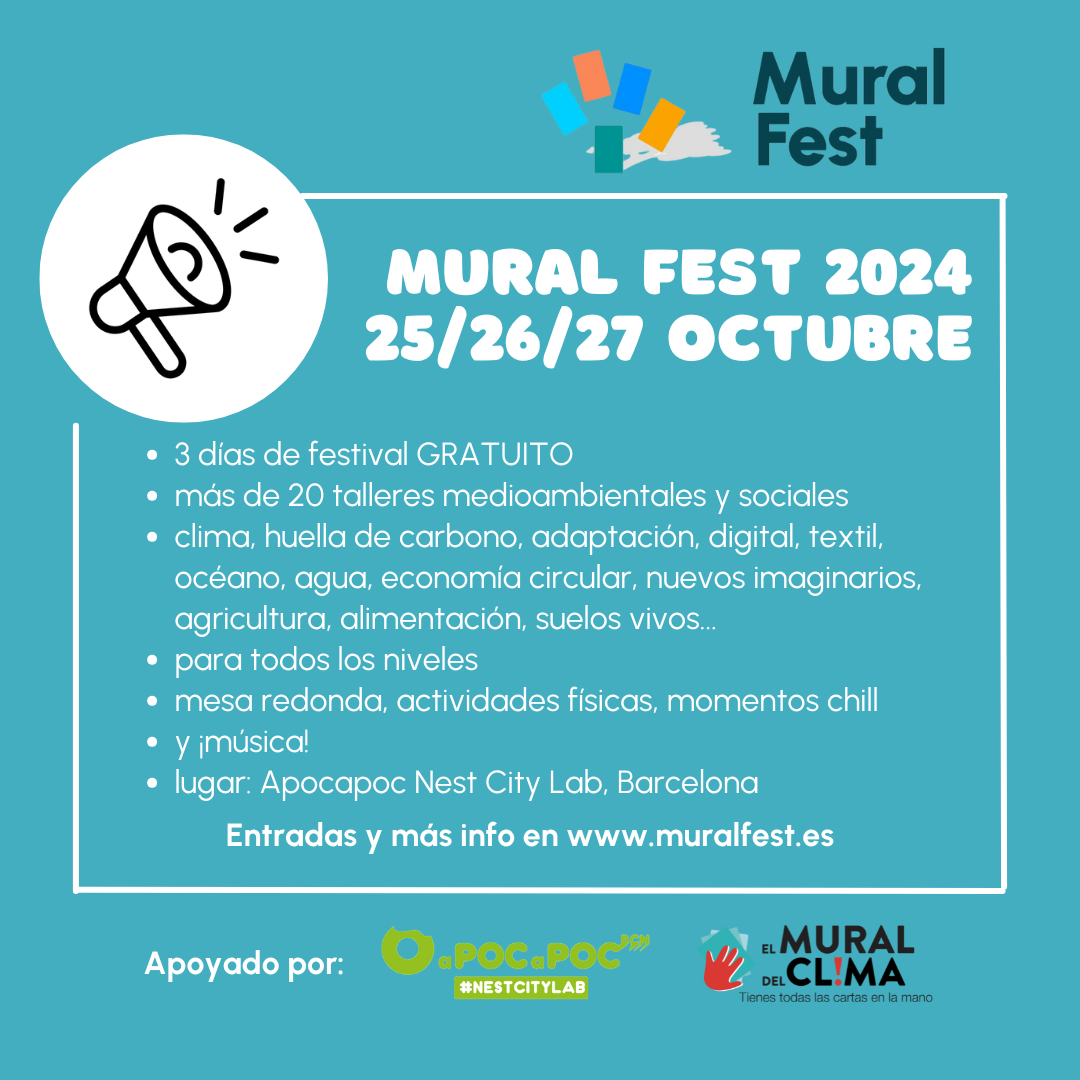 Mural
Fest
MURAL FEST 2024
25/26/27 OCTUBRE
• 3 días de festival GRATUITO
• más de 20 talleres medioambientales y sociales
• clima, huella de carbono, adaptación, digital, textil,
océano, agua, economía circular, nuevos imaginarios,
agricultura, alimentación, suelos vivos...
• para todos los niveles
• mesa redonda, actividades físicas, momentos chill
• y ¡música!
• lugar: Apocapoc Nest City Lab, Barcelona
Entradas y más info en www.muralfest.es
Apoyado por:
aPOCaPOC BCN
#NESTCITYLAB
EL MURAL
DEL CL!MA
Tienes todas las cartas en la mano